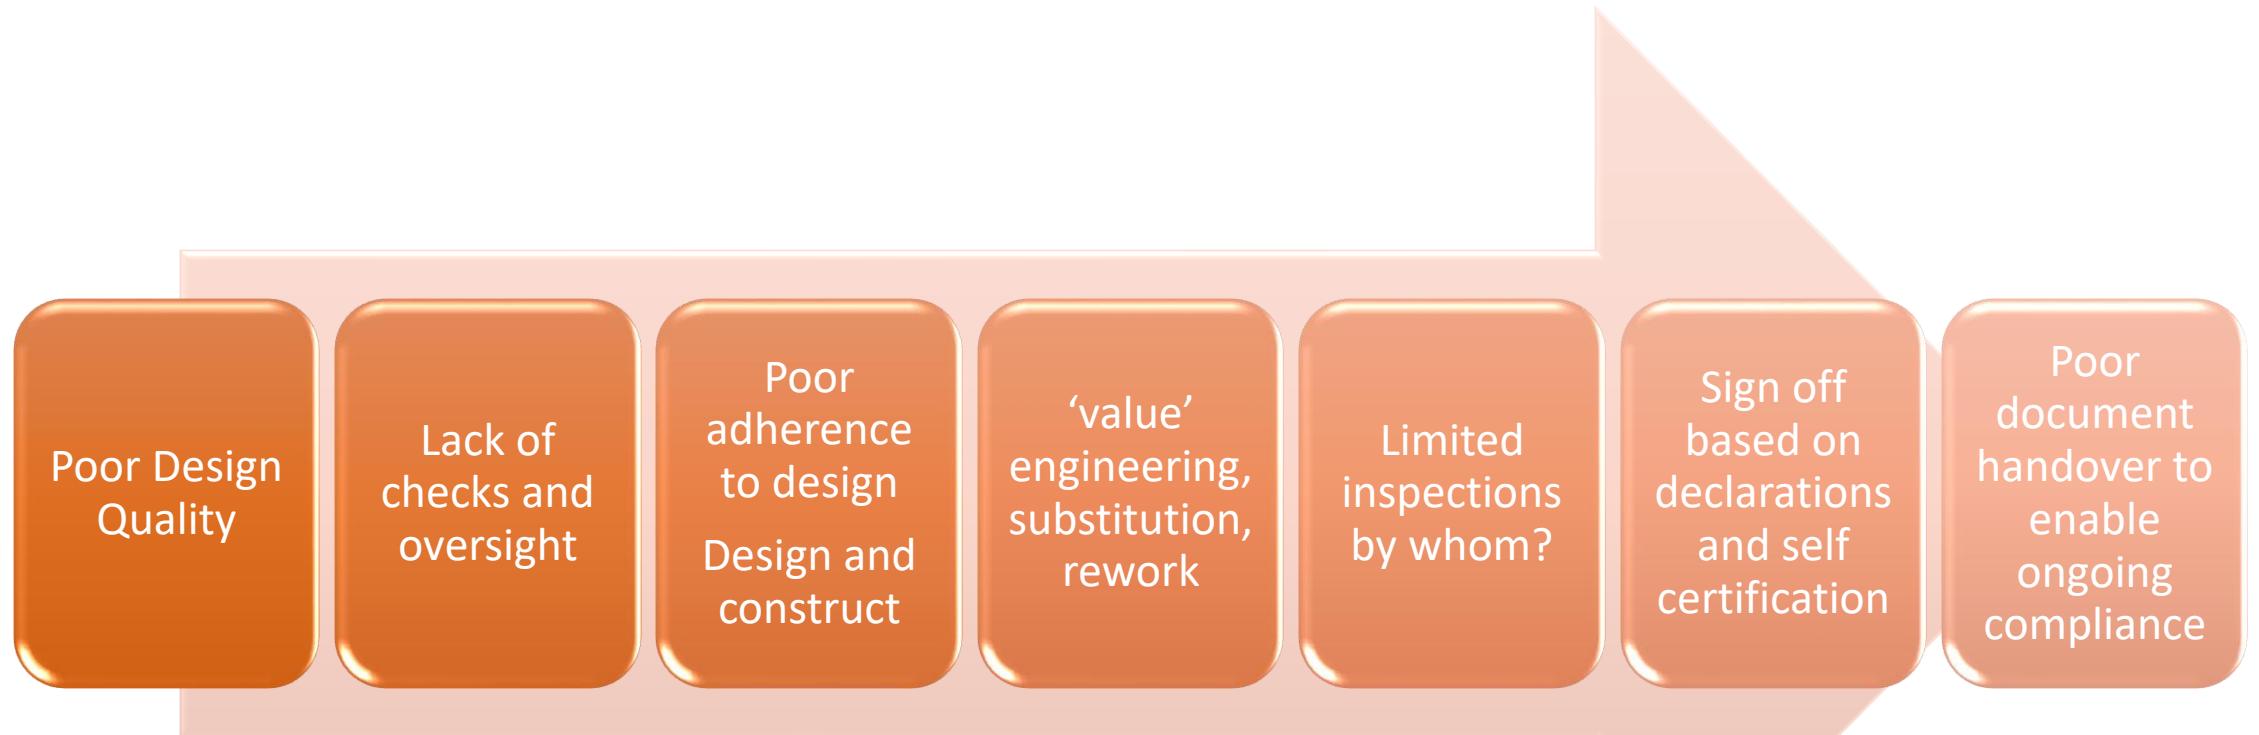 Poor Design
Quality
Lack of
checks and
oversight
Poor
adherence
to design
Design and
construct
‘value’
engineering,
substitution,
rework
Limited
inspections
by whom?
Sign off
based on
declarations
and self
certification
Poor
document
handover to
enable
ongoing
compliance